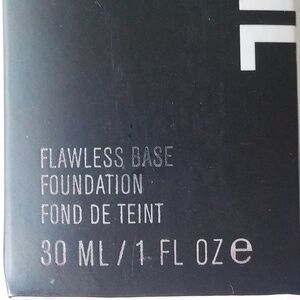 FLAWLESS BASE
FOUNDATION
FOND DE TEINT
30 ML / 1 FL OZ e